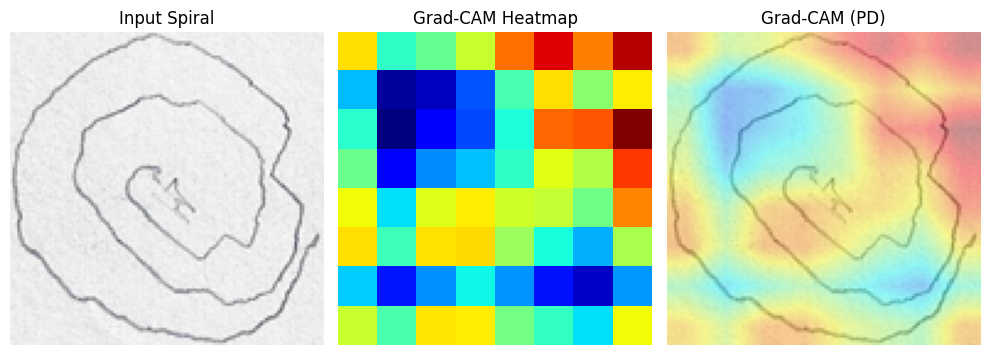 Input Spiral
Grad-CAM Heatmap
Grad-CAM (PD)